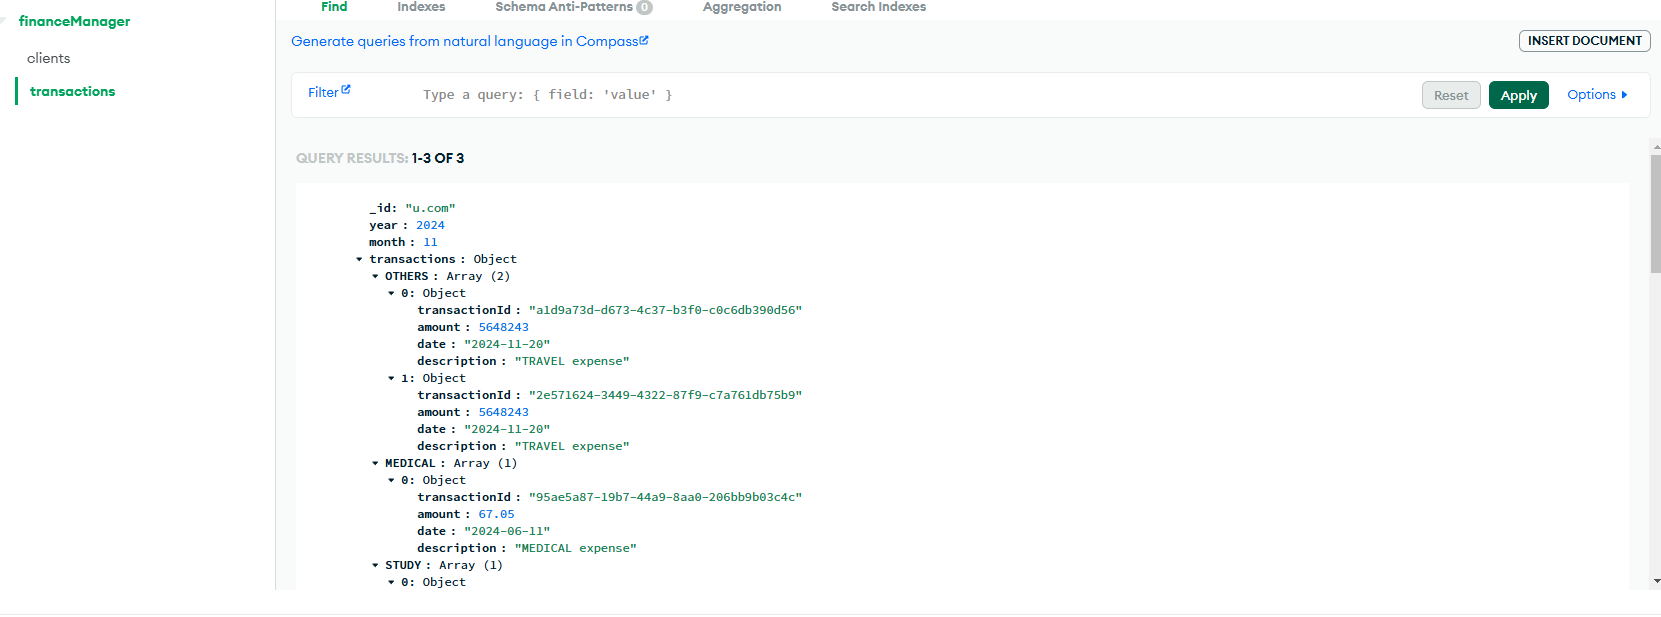 financeManager
clients
transactions
Find Indexes Schema Anti-Patterns 0 Aggregation Search Indexes
Generate queries from natural language in Compass
INSERT DOCUMENT
Filter
Type a query: { field: 'value' }
Reset
Apply
Options
QUERY RESULTS: 1-3 OF 3
_id: "u.com"
year : 2024
month : 11
transactions : Object
OTHERS : Array (2)
0: Object
transactionId : "a1d9a73d-d673-4c37-b3f0-c0c6db390d56"
amount : 5648243
date : "2024-11-20"
description : "TRAVEL expense"
1: Object
transactionId : "2e571624-3449-4322-87f9-c7a761db75b9"
amount : 5648243
date : "2024-11-20"
description : "TRAVEL expense"
MEDICAL : Array (1)
0: Object
transactionId : "95ae5a87-19b7-44a9-8aa0-206bb9b03c4c"
amount : 67.05
date : "2024-06-11"
description : "MEDICAL expense"
STUDY : Array (1)
0: Object